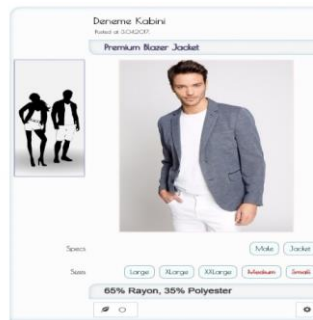 Deneme Kabini
Premium Blazer Jacket
Specs
Male Jacket
Sizes
Large XLarge XXLarge Medium Small
65% Rayon, 35% Polyester